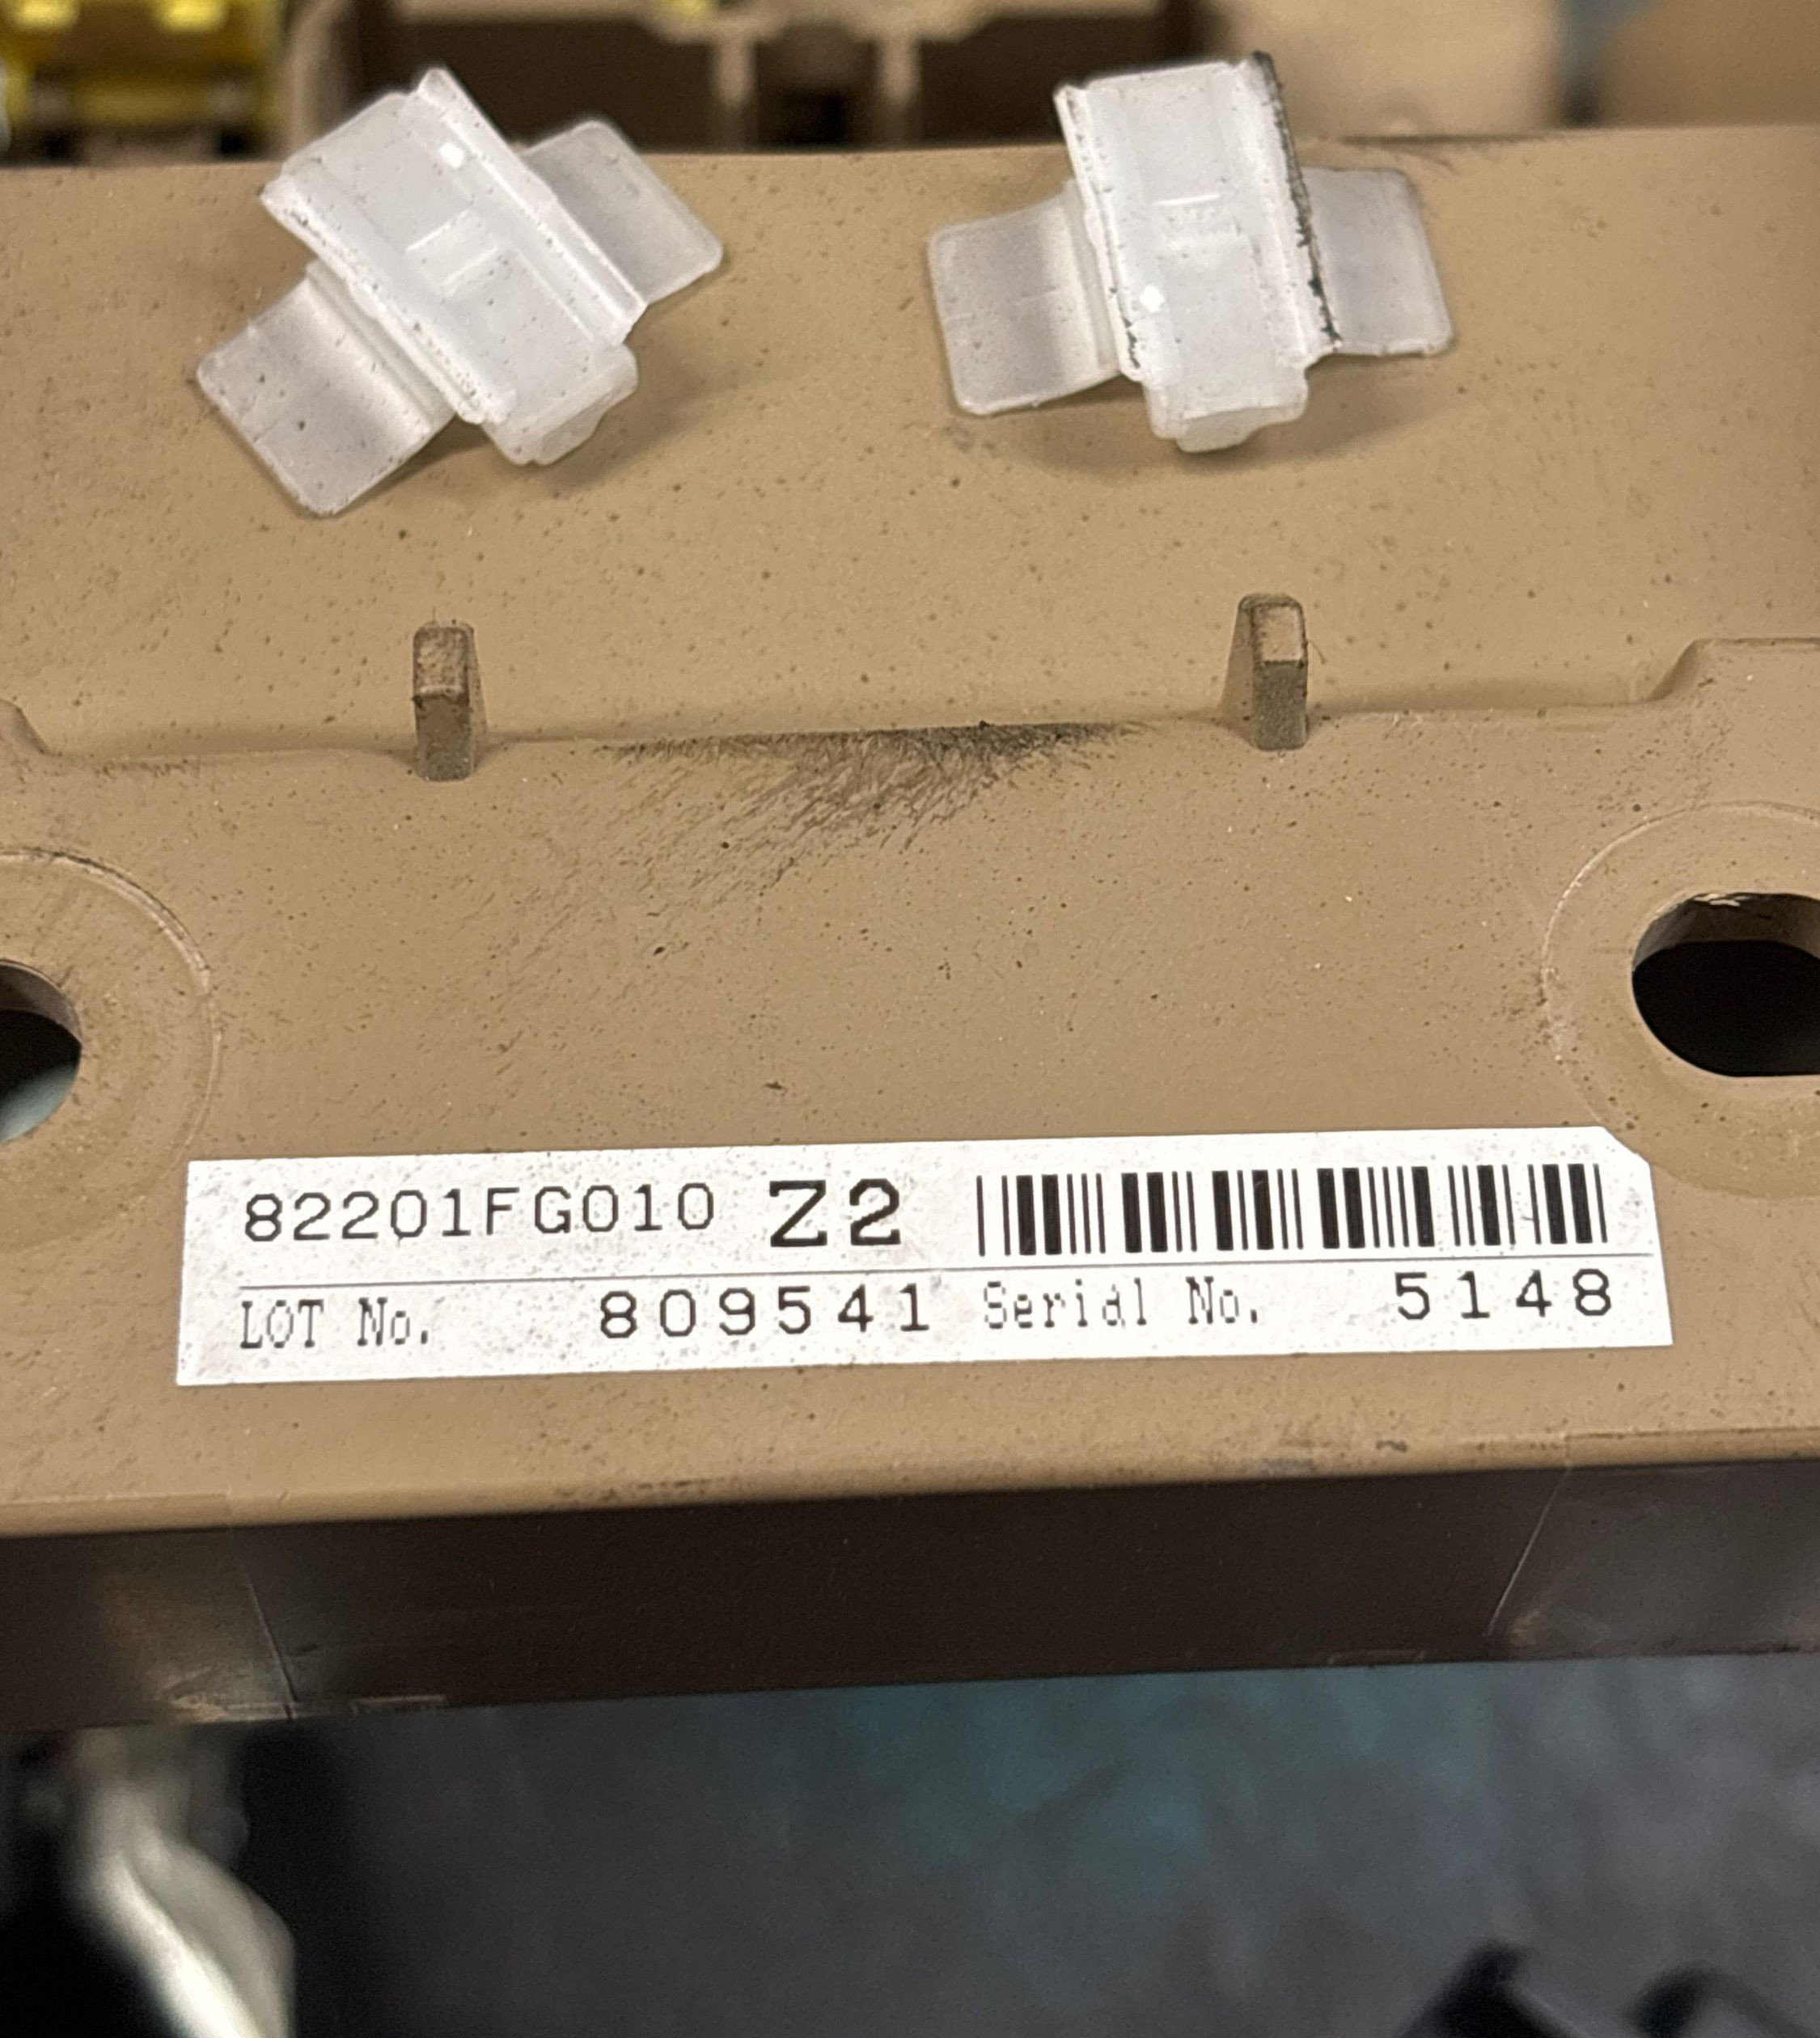 82201FG010 Z2
LOT No. 809541 Serial No. 5148